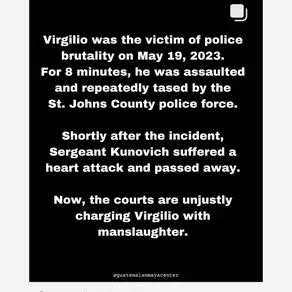 Virgilio was the victim of police
brutality on May 19, 2023.
For 8 minutes, he was assaulted
and repeatedly tased by the
St. Johns County police force.
Shortly after the incident,
Sergeant Kunovich suffered a
heart attack and passed away.
Now, the courts are unjustly
charging Virgilio with
manslaughter.
@guatemalanmayacenter